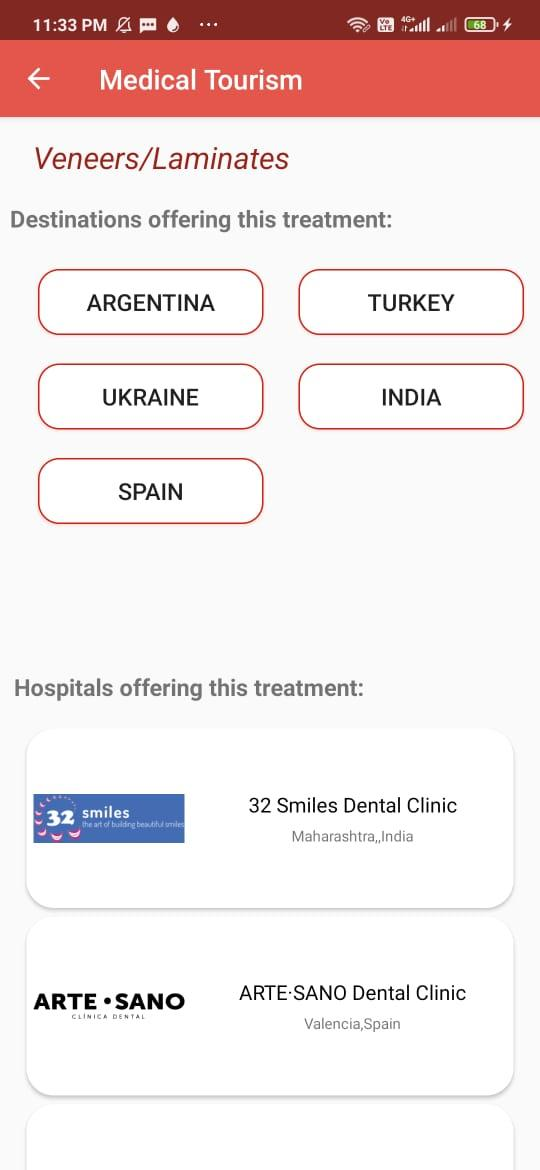 11:33 PM
Vo LTE
4G+
68
Medical Tourism
Veneers/Laminates
Destinations offering this treatment:
ARGENTINA
TURKEY
UKRAINE
INDIA
SPAIN
Hospitals offering this treatment:
32 smiles
the art of building beautiful smiles
32 Smiles Dental Clinic
Maharashtra,,India
ARTE•SANO
CLÍNICA DENTAL
ARTE·SANO Dental Clinic
Valencia,Spain